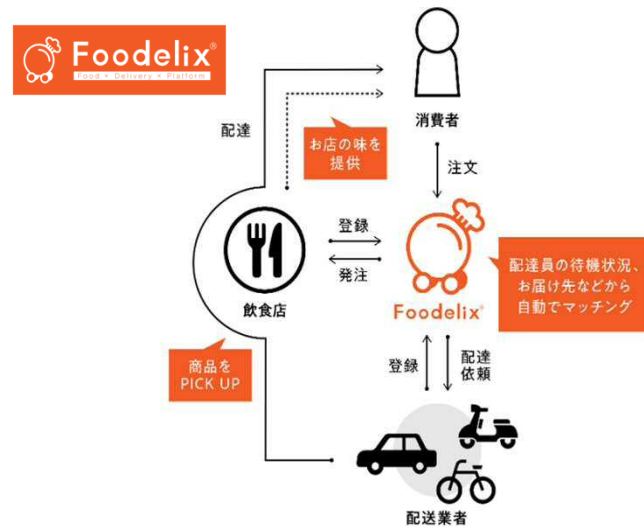 Foodelix®
Food × Delivery × Platform
消費者
配達
お店の味を
提供
注文
登録
発注
飲食店
Foodelix®
配達員の待機状況、
お届け先などから
自動でマッチング
商品を
PICK UP
登録
配達
依頼
配送業者